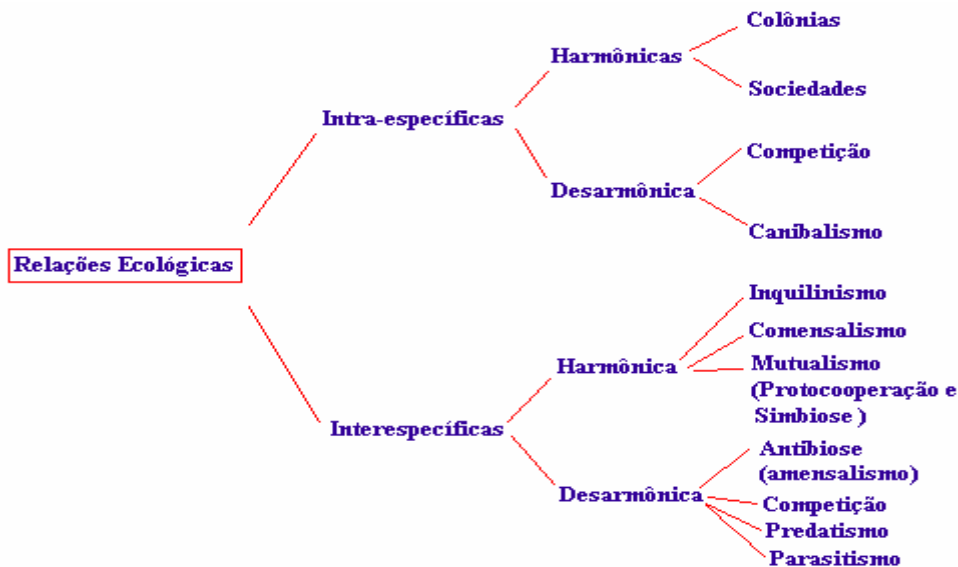 Colônias
Harmônicas
Sociedades
Intra-específicas
Competição
Desarmônica
Canibalismo
Relações Ecológicas
Inquilinismo
Comensalismo
Harmônica
Mutualismo
(Protocooperação e
Simbiose )
Interespecíficas
Antibiose
(amensalismo)
Desarmônica
Competição
Predatismo
Parasitismo